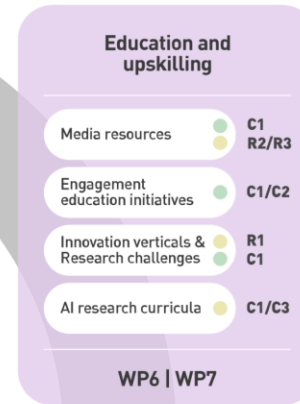 Education and
upskilling
Media resources
C1
R2/R3
Engagement
education initiatives
C1/C2
Innovation verticals &
Research challenges
R1
C1
AI research curricula
C1/C3
WP6 | WP7